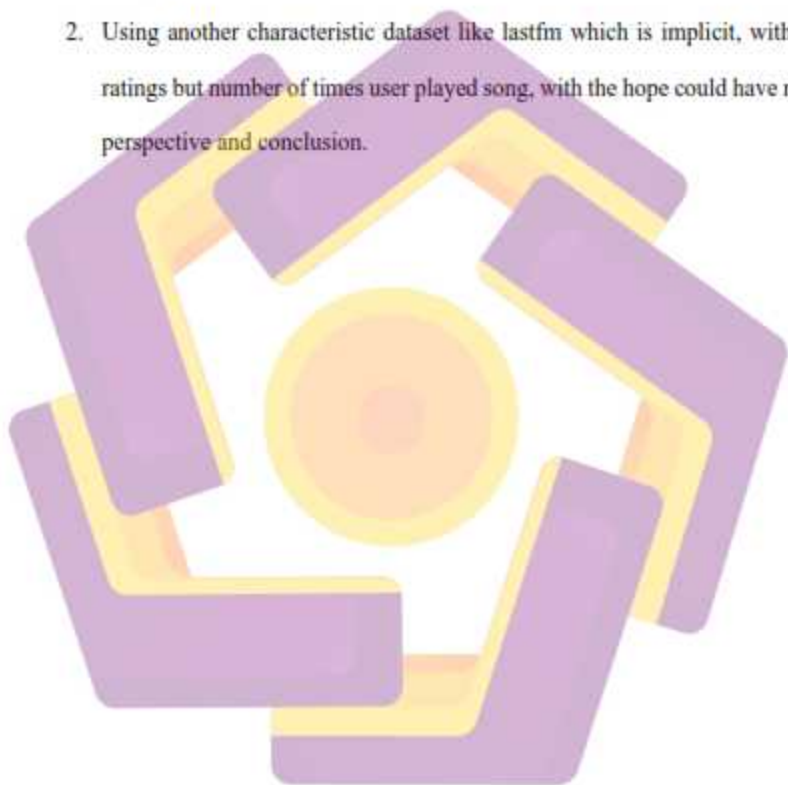 2. Using another characteristic dataset like lastfm which is implicit, with
ratings but number of times user played song, with the hope could have
perspective and conclusion.